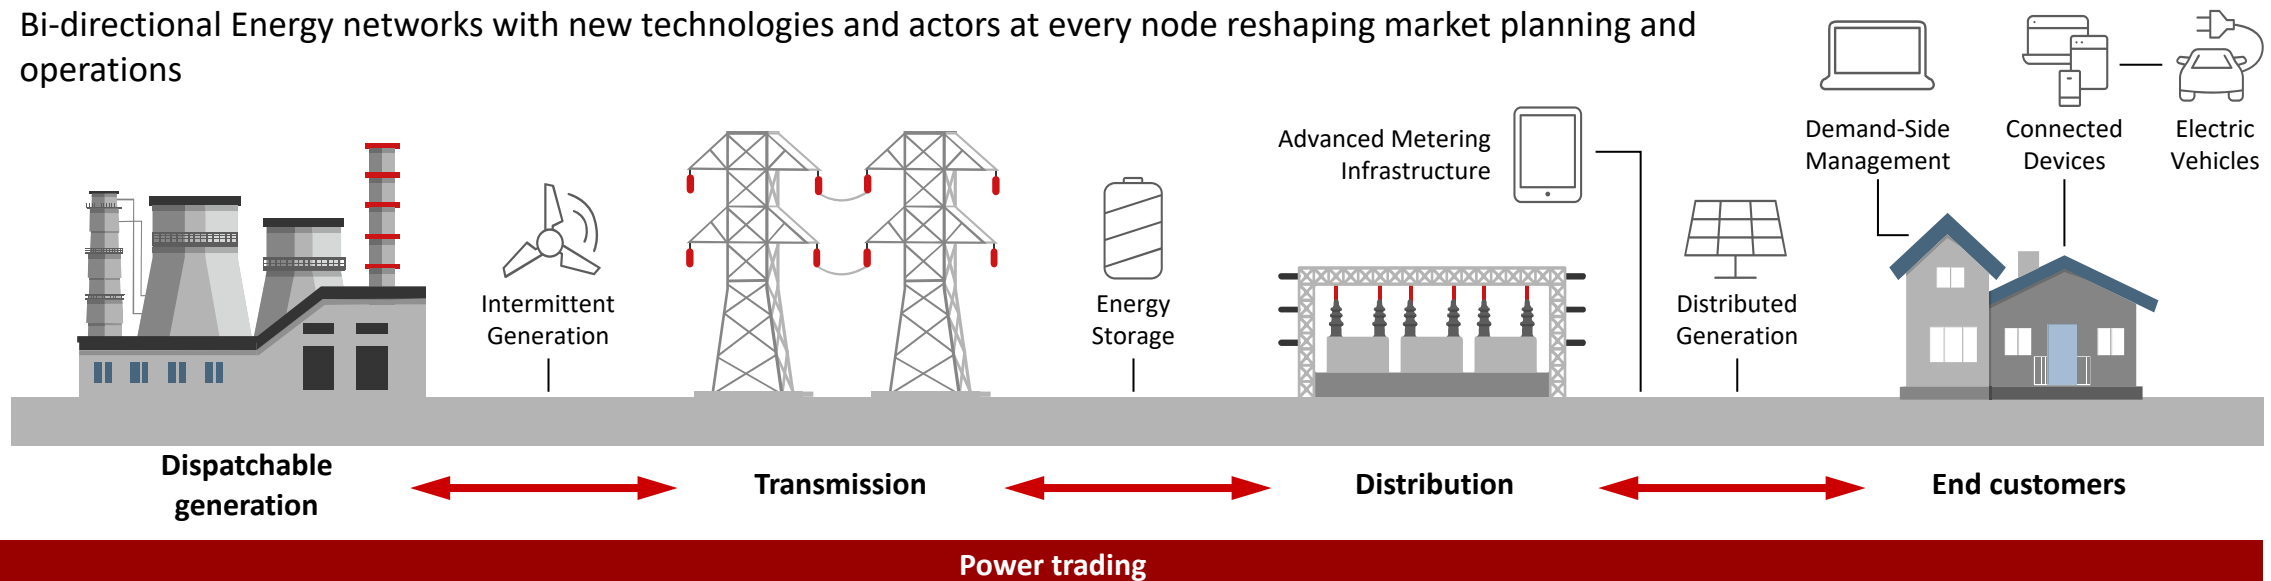 Bi-directional Energy networks with new technologies and actors at every node reshaping market planning and
operations
Demand-Side
Management
Connected
Devices
Electric
Vehicles
Advanced Metering
Infrastructure
Intermittent
Generation
Energy
Storage
Distributed
Generation
Dispatchable
generation
Transmission
Distribution
End customers
Power trading